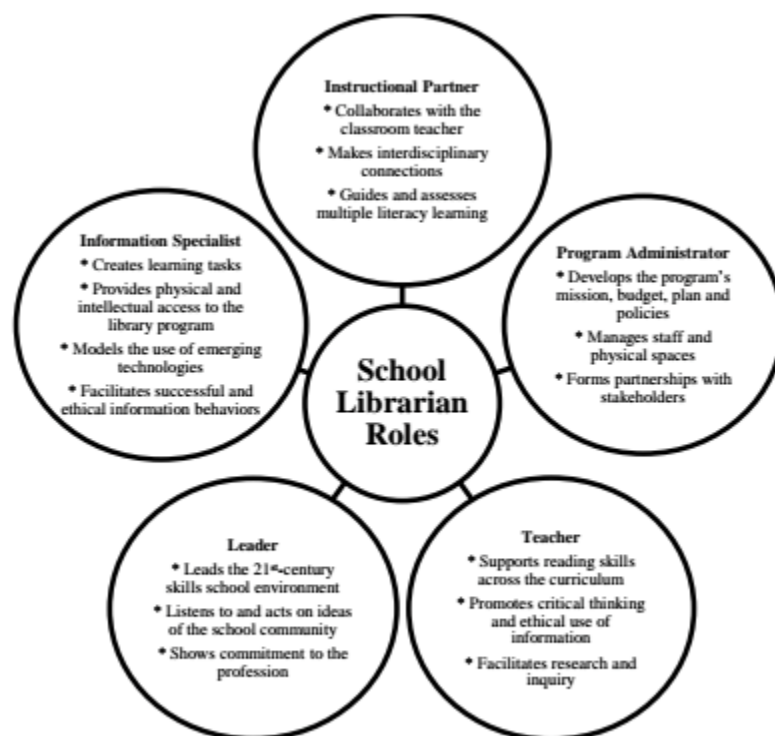 Instructional Partner
* Collaborates with the
classroom teacher
* Makes interdisciplinary
connections
* Guides and assesses
multiple literacy learning
Information Specialist
* Creates learning tasks
* Provides physical and
intellectual access to the
library program
* Models the use of emerging
technologies
* Facilitates successful and
ethical information behaviors
Program Administrator
* Develops the program's
mission, budget, plan and
policies
* Manages staff and
physical spaces
* Forms partnerships with
stakeholders
School
Librarian
Roles
Leader
* Leads the 21st-century
skills school environment
* Listens to and acts on ideas
of the school community
* Shows commitment to the
profession
Teacher
* Supports reading skills
across the curriculum
* Promotes critical thinking
and ethical use of
information
* Facilitates research and
inquiry